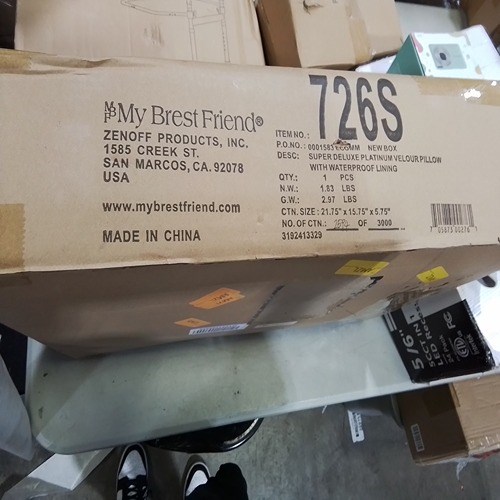 My Brest Friend®
ZENOFF PRODUCTS, INC.
1585 CREEK ST.
SAN MARCOS, CA. 92078
USA
www.mybrestfriend.com
MADE IN CHINA
726S
ITEM NO. :
P.O.NO. : NEW BOX
DESC: SUPER DELUXE PLATINUM VELOUR PILLOW
WITH WATERPROOF LINING
QTY.: 1 PCS
N.W.: 1.83 LBS
G.W.: 2.97 LBS
CTN. SIZE : 21.75" x 15.75" x 5.75"
NO. OF CTN.: OF 3000
3192413329
5/6"